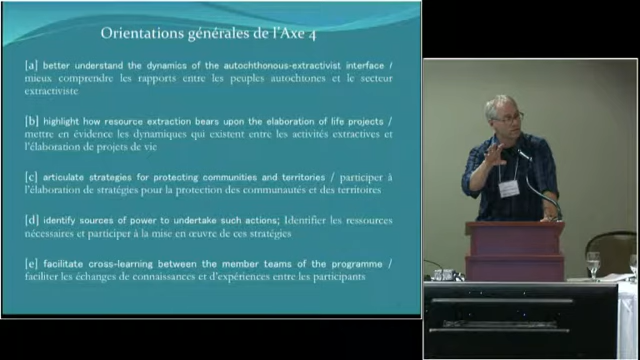 Orientations générales de l'Axe 4
[a] better understand the dynamics of the autochthonous-extractivist interface /
mieux comprendre les rapports entre les peuples autochtones et le secteur
extractiviste
[b] highlight how resource extraction bears upon the elaboration of life projects /
mettre en évidence les dynamiques qui existent entre les activités extractives et
l'élaboration de projets de vie
[c] articulate strategies for protecting communities and territories / participer à
l'élaboration de stratégies pour la protection des communautés et des territoires
[d] identify sources of power to undertake such actions; Identifier les ressources
nécessaires et participer à la mise en œuvre de ces stratégies
[e] facilitate cross-learning between the member teams of the programme /
faciliter les échanges de connaissances et d'expériences entre les participants